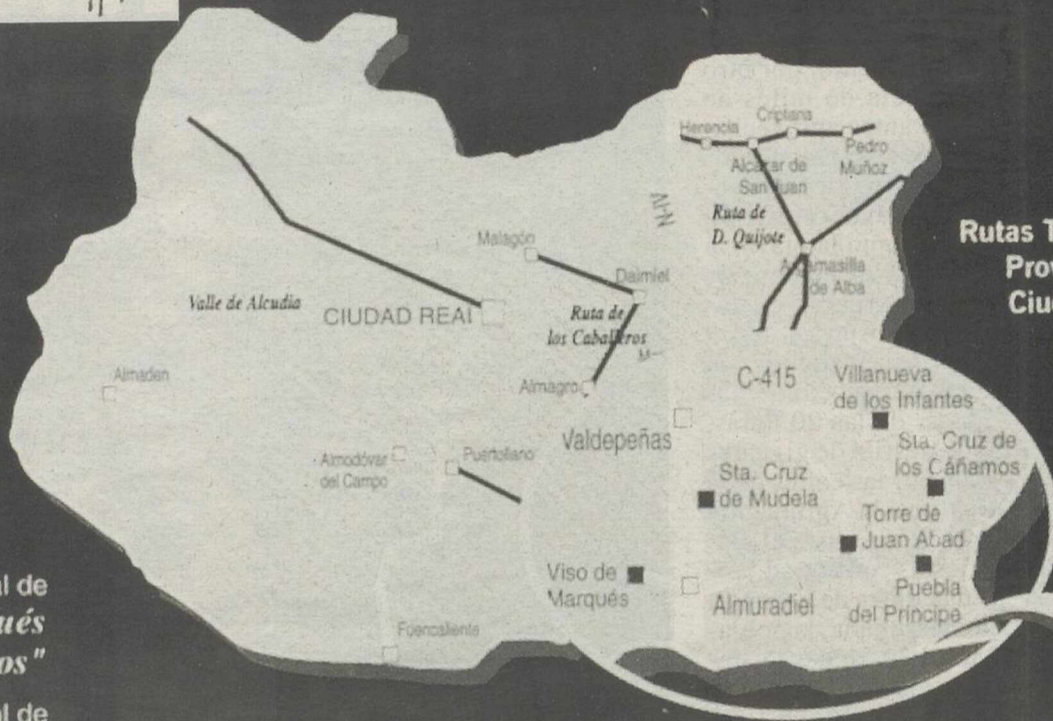 Herencia
Criptana
Pedro
Muñoz
Alcázar de
San Juan
Ruta de
D. Quijote
Argamasilla
de Alba
N-IV
Rutas T
Prov
Ciu
Malagón
Daimiel
Valle de Alcudia
CIUDAD REAL
Ruta de
los Caballeros
M
Almagro
Almaden
C-415
Villanueva
de los Infantes
Valdepeñas
Almodóvar
del Campo
Puertollano
Sta. Cruz
de Mudela
Sta. Cruz de
los Cáñamos
Torre de
Juan Abad
Viso de
Marqués
Almuradiel
Puebla
del Príncipe
Fuencaliente
al de
ués
os"
al de